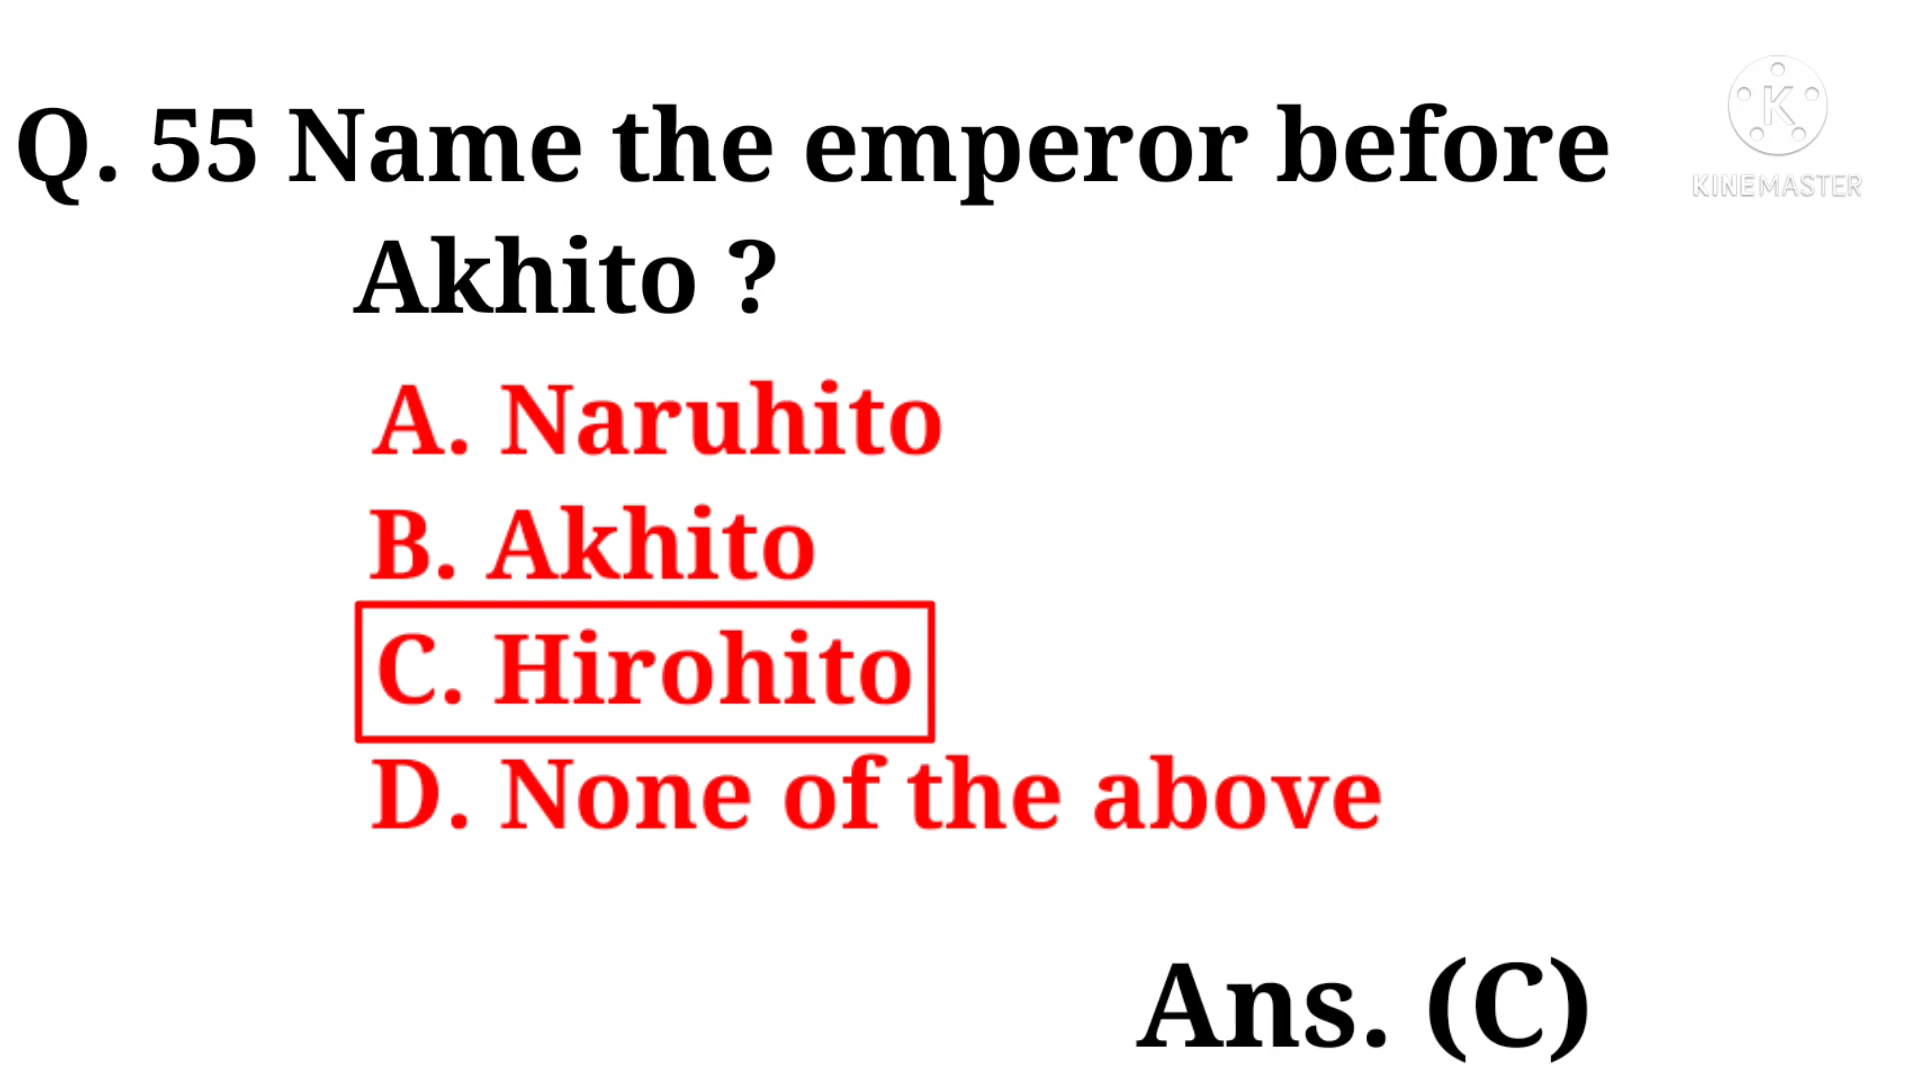 Q. 55 Name the emperor before
Akhito ?
A. Naruhito
B. Akhito
C. Hirohito
D. None of the above
Ans. (C)
K
KINEMASTER